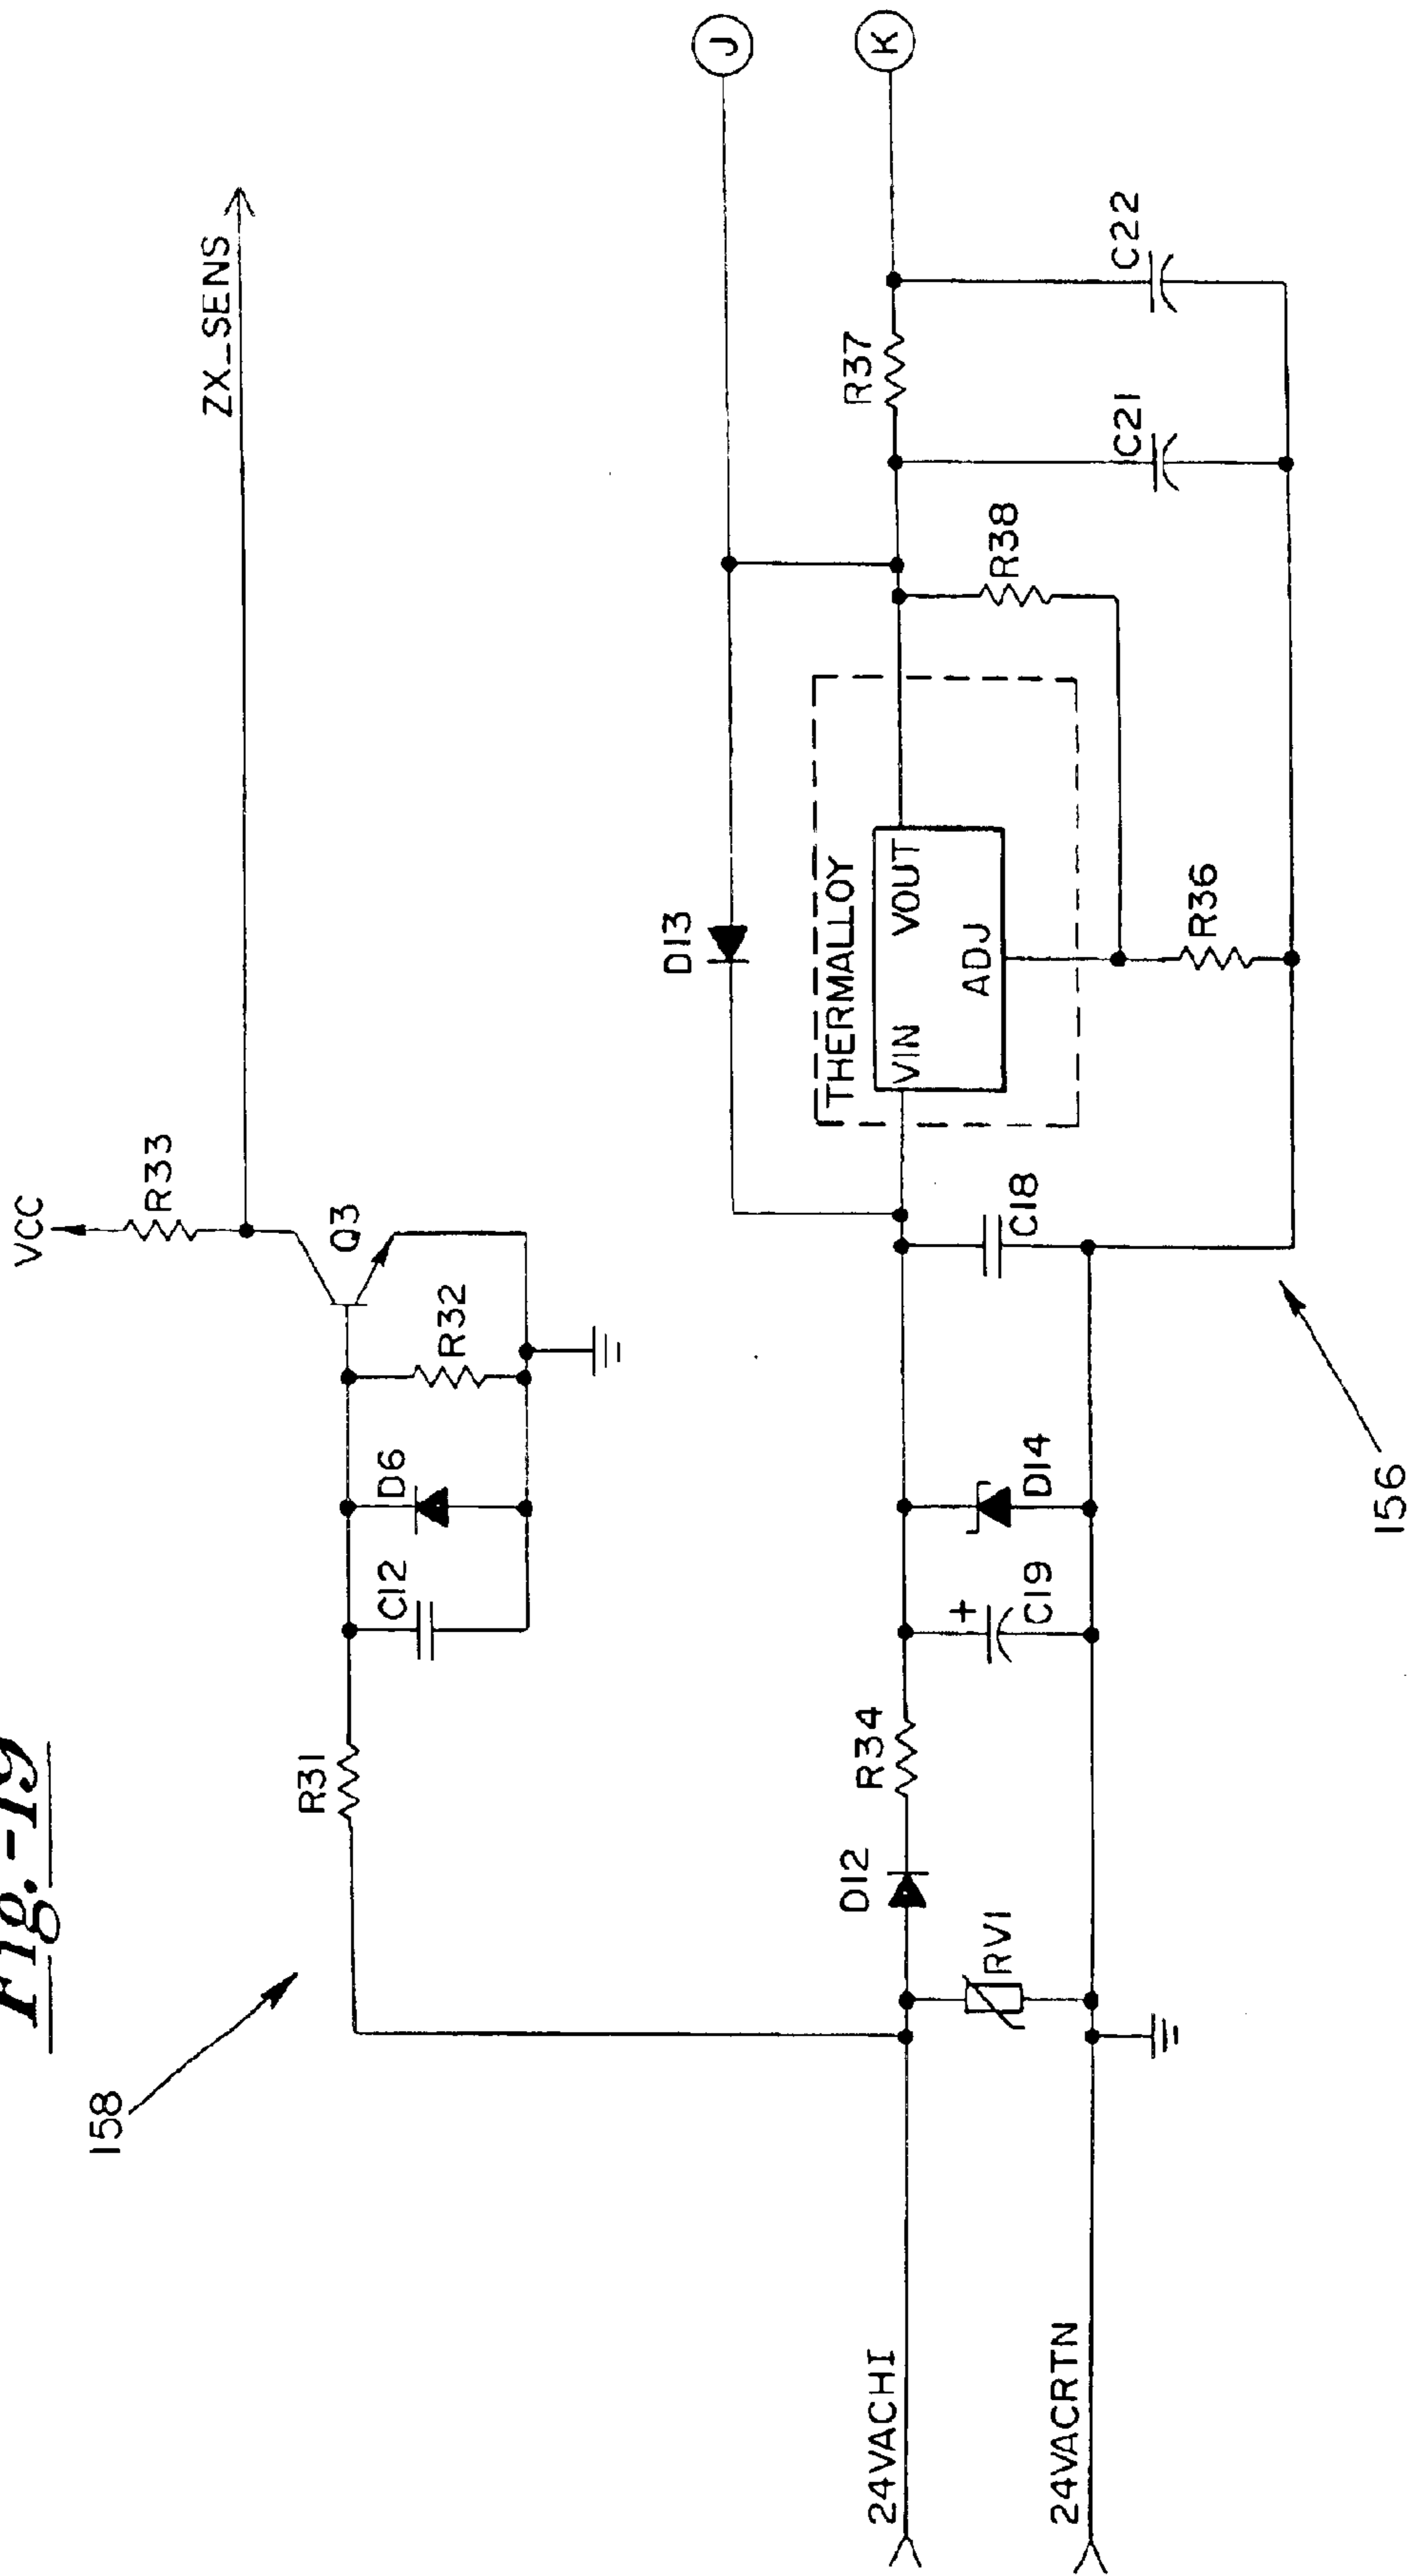 Fig.-19
158
VCC
R33
ZX_SENS
Q3
R31
C12
D6
R32
24VACHI
24VACRTN
RV1
D12
R34
+
C19
D14
C18
D13
THERMALLOY
VIN
VOUT
ADJ
R36
R38
R37
C21
C22
J
K
156